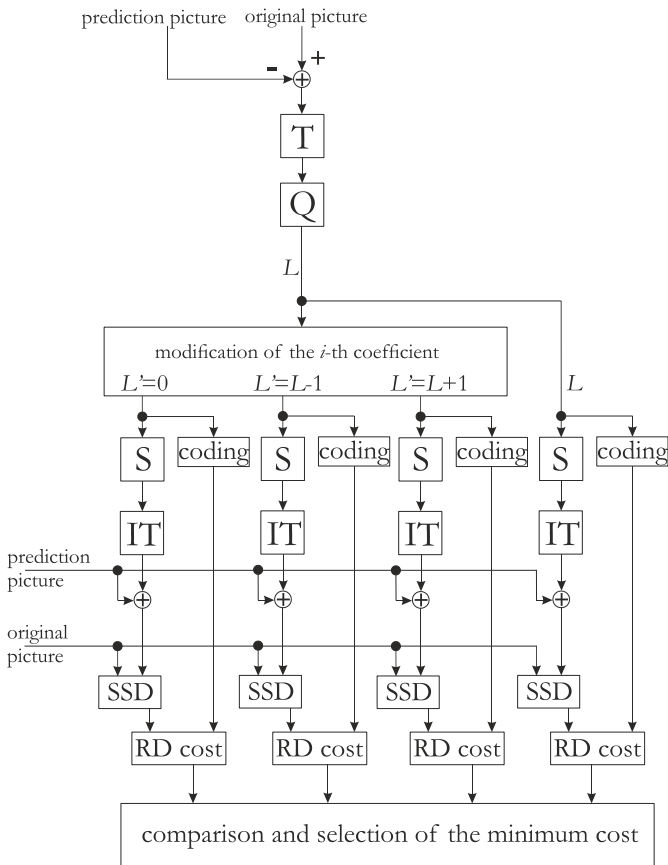 prediction picture
original picture
-
+
+
T
Q
L
modification of the i-th coefficient
L'=0
L'=L-1
L'=L+1
L
S
coding
S
coding
S
coding
S
coding
IT
IT
IT
IT
prediction
picture
+
+
+
+
original
picture
SSD
SSD
SSD
SSD
RD cost
RD cost
RD cost
RD cost
comparison and selection of the minimum cost